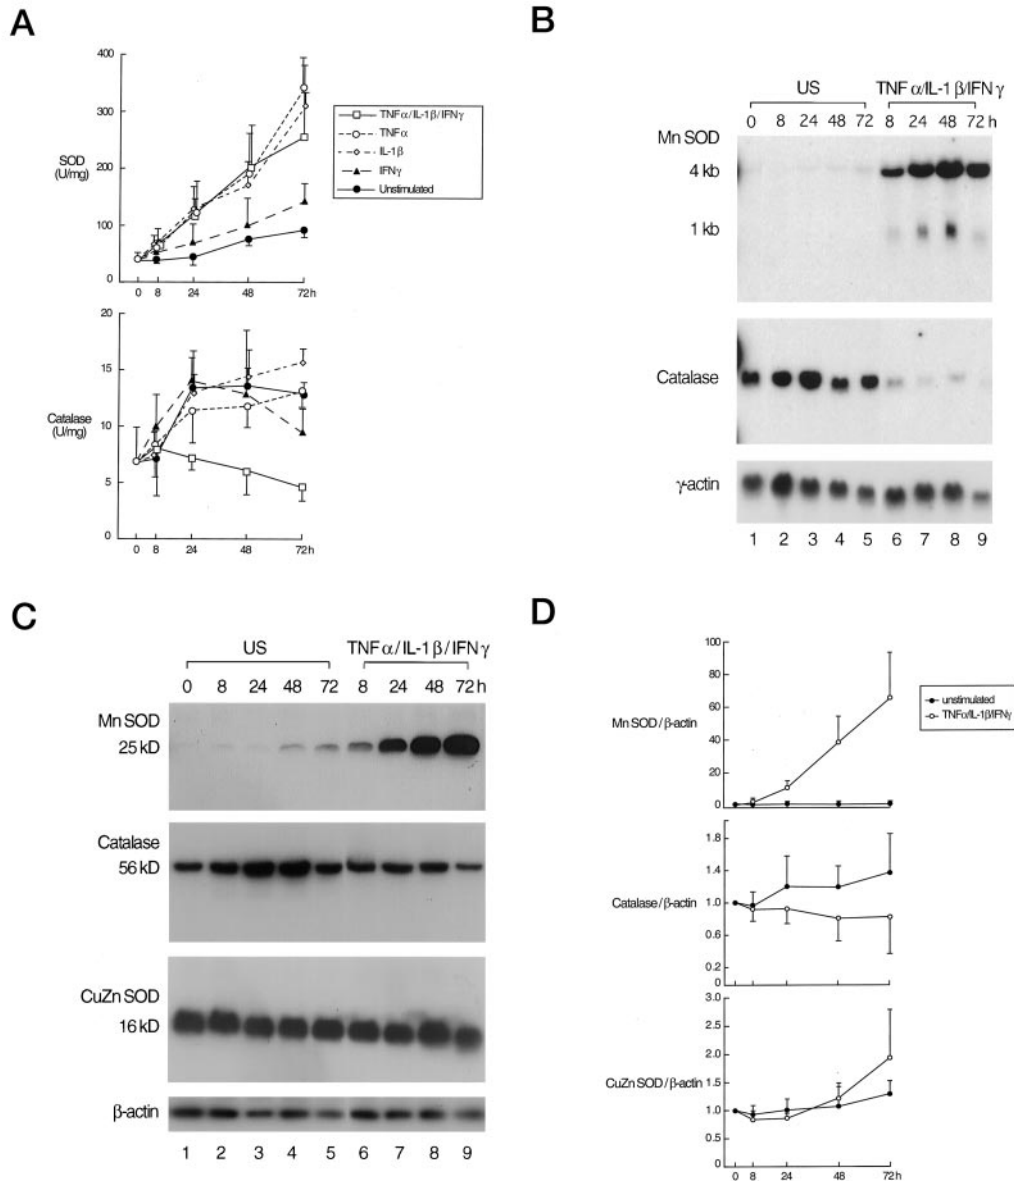 A
400
300
SOD
(U/mg)
200
100
0
0 8 24 48 72 h
TNFα/IL-1β/IFNγ
TNFα
IL-1β
IFNγ
Unstimulated
20
15
Catalase
(U/mg)
10
5
0
0 8 24 48 72 h
B
US TNF α/IL-1 β/IFN γ
0 8 24 48 72 8 24 48 72 h
Mn SOD
4 kb
1 kb
Catalase
γ-actin
1 2 3 4 5 6 7 8 9
C
US TNF α/ IL-1 β/ IFN γ
0 8 24 48 72 8 24 48 72 h
Mn SOD
25 kD
Catalase
56 kD
CuZn SOD
16 kD
β-actin
1 2 3 4 5 6 7 8 9
D
100
80
60
Mn SOD / β-actin
40
20
0
unstimulated
TNFα/IL-1β/IFNγ
1.8
1.4
Catalase / β-actin
1.0
0.6
0.2
0
3.0
2.5
2.0
CuZn SOD / β-actin
1.5
1.0
0.5
0
0 8 24 48 72 h